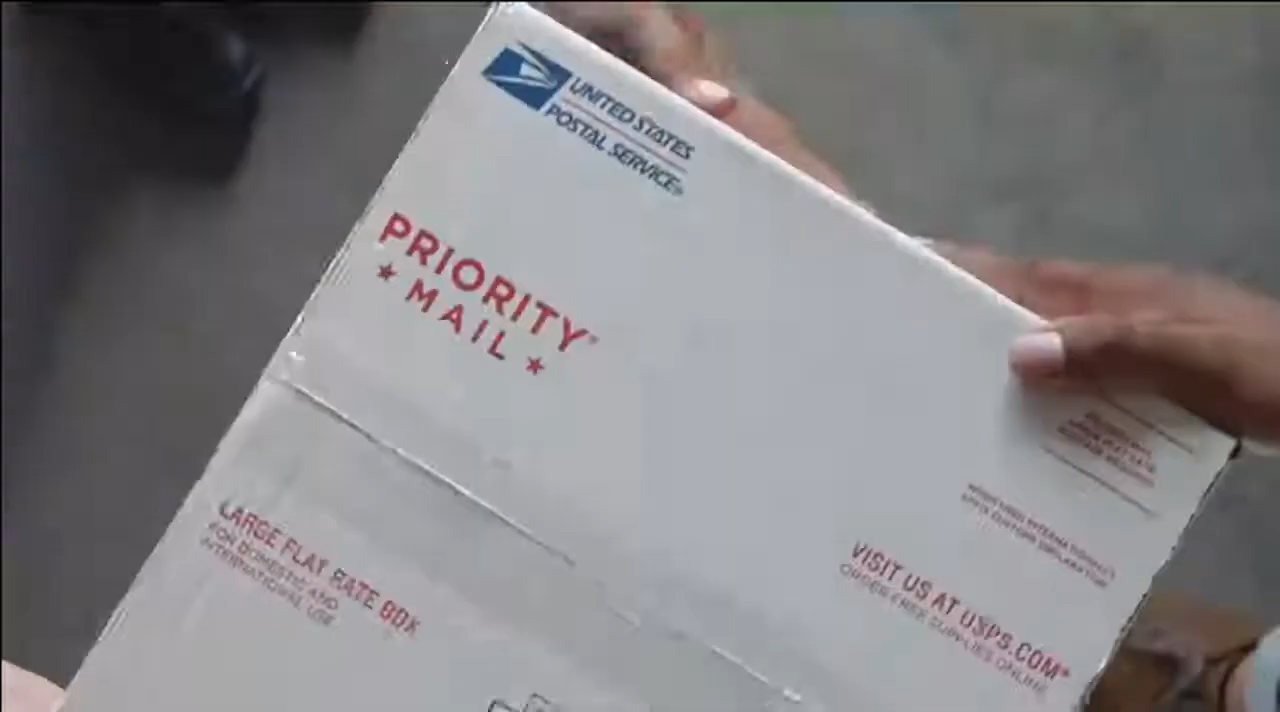 UNITED STATES
POSTAL SERVICE®
PRIORITY
★ MAIL ★
LARGE FLAT RATE BOX
FOR DOMESTIC AND
INTERNATIONAL USE
VISIT US AT USPS.COM®
ORDER FREE SUPPLIES ONLINE